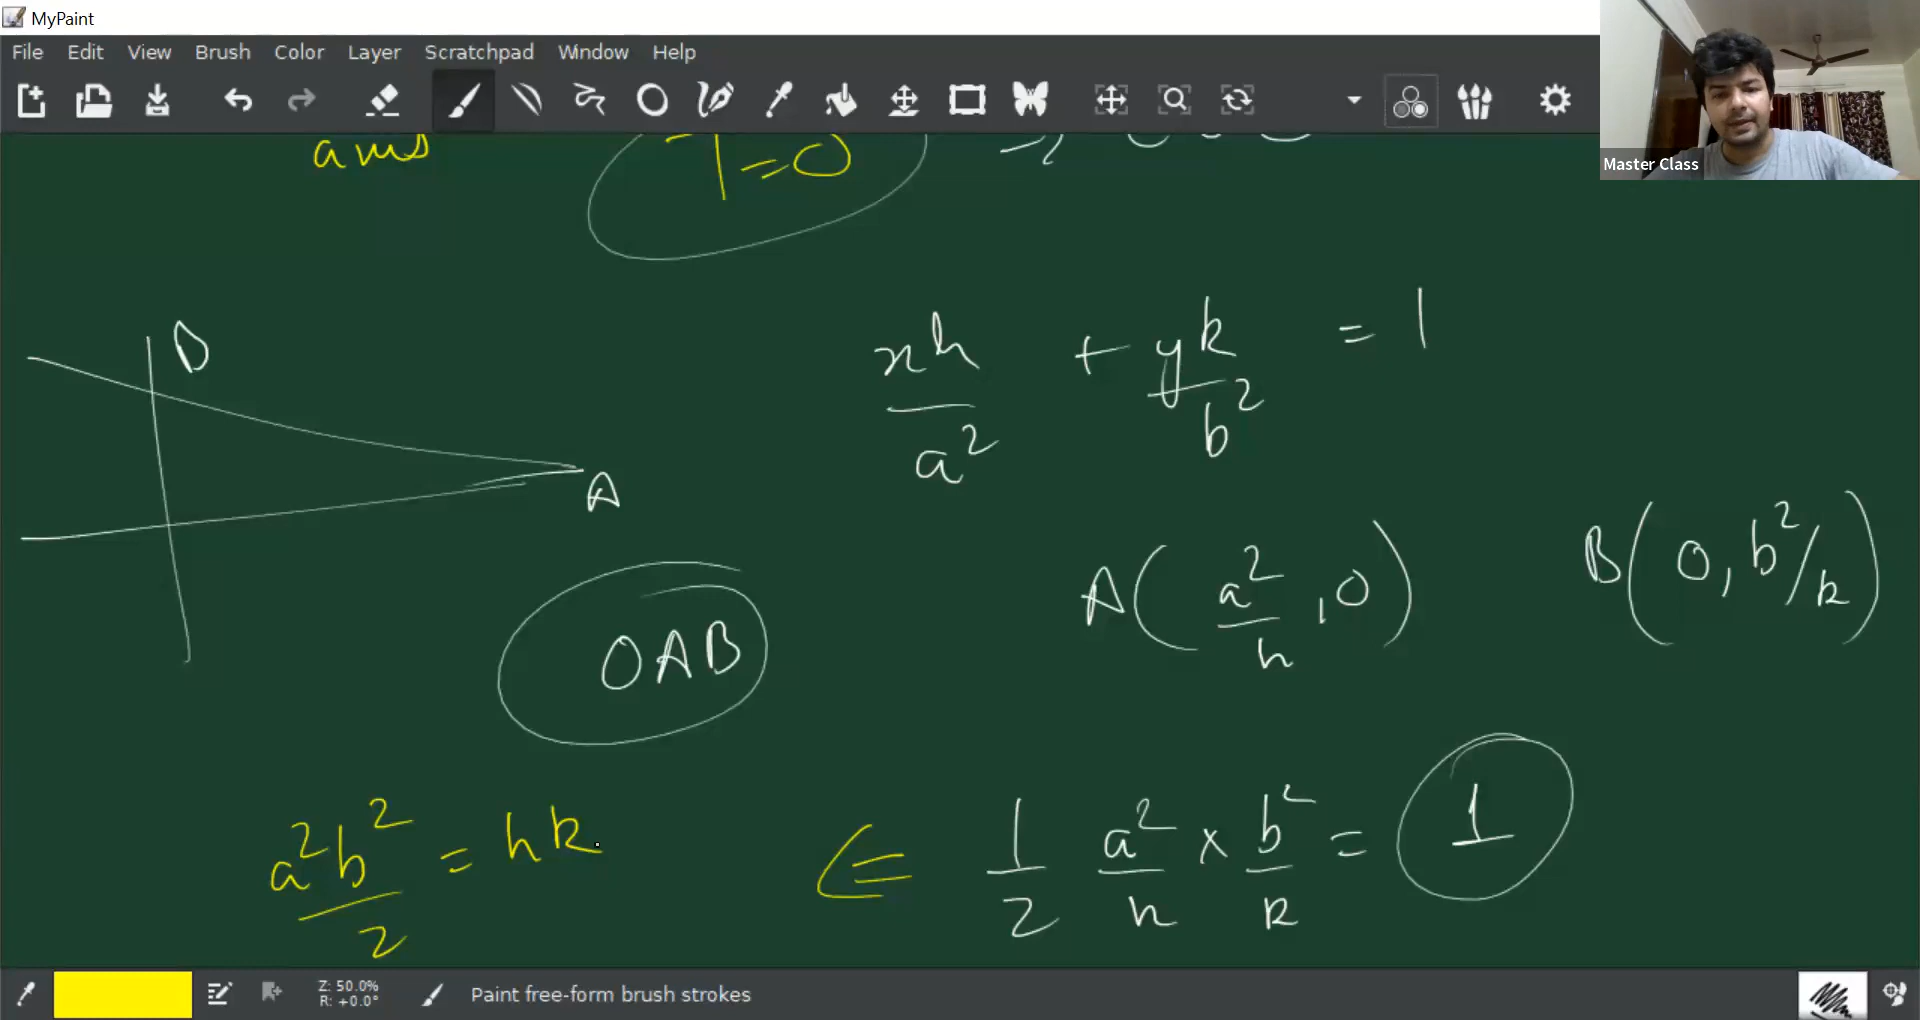 MyPaint
File Edit View Brush Color Layer Scratchpad Window Help
Master Class
T=0
B
xh/a² + yk/b² = 1
A
A(a²/h, 0)
B(0, b²/k)
OAB
a²b²/2 = hk
⇐ 1/2 a²/h × b²/k = 1
Z: 50.0%
R: +0.0°
Paint free-form brush strokes